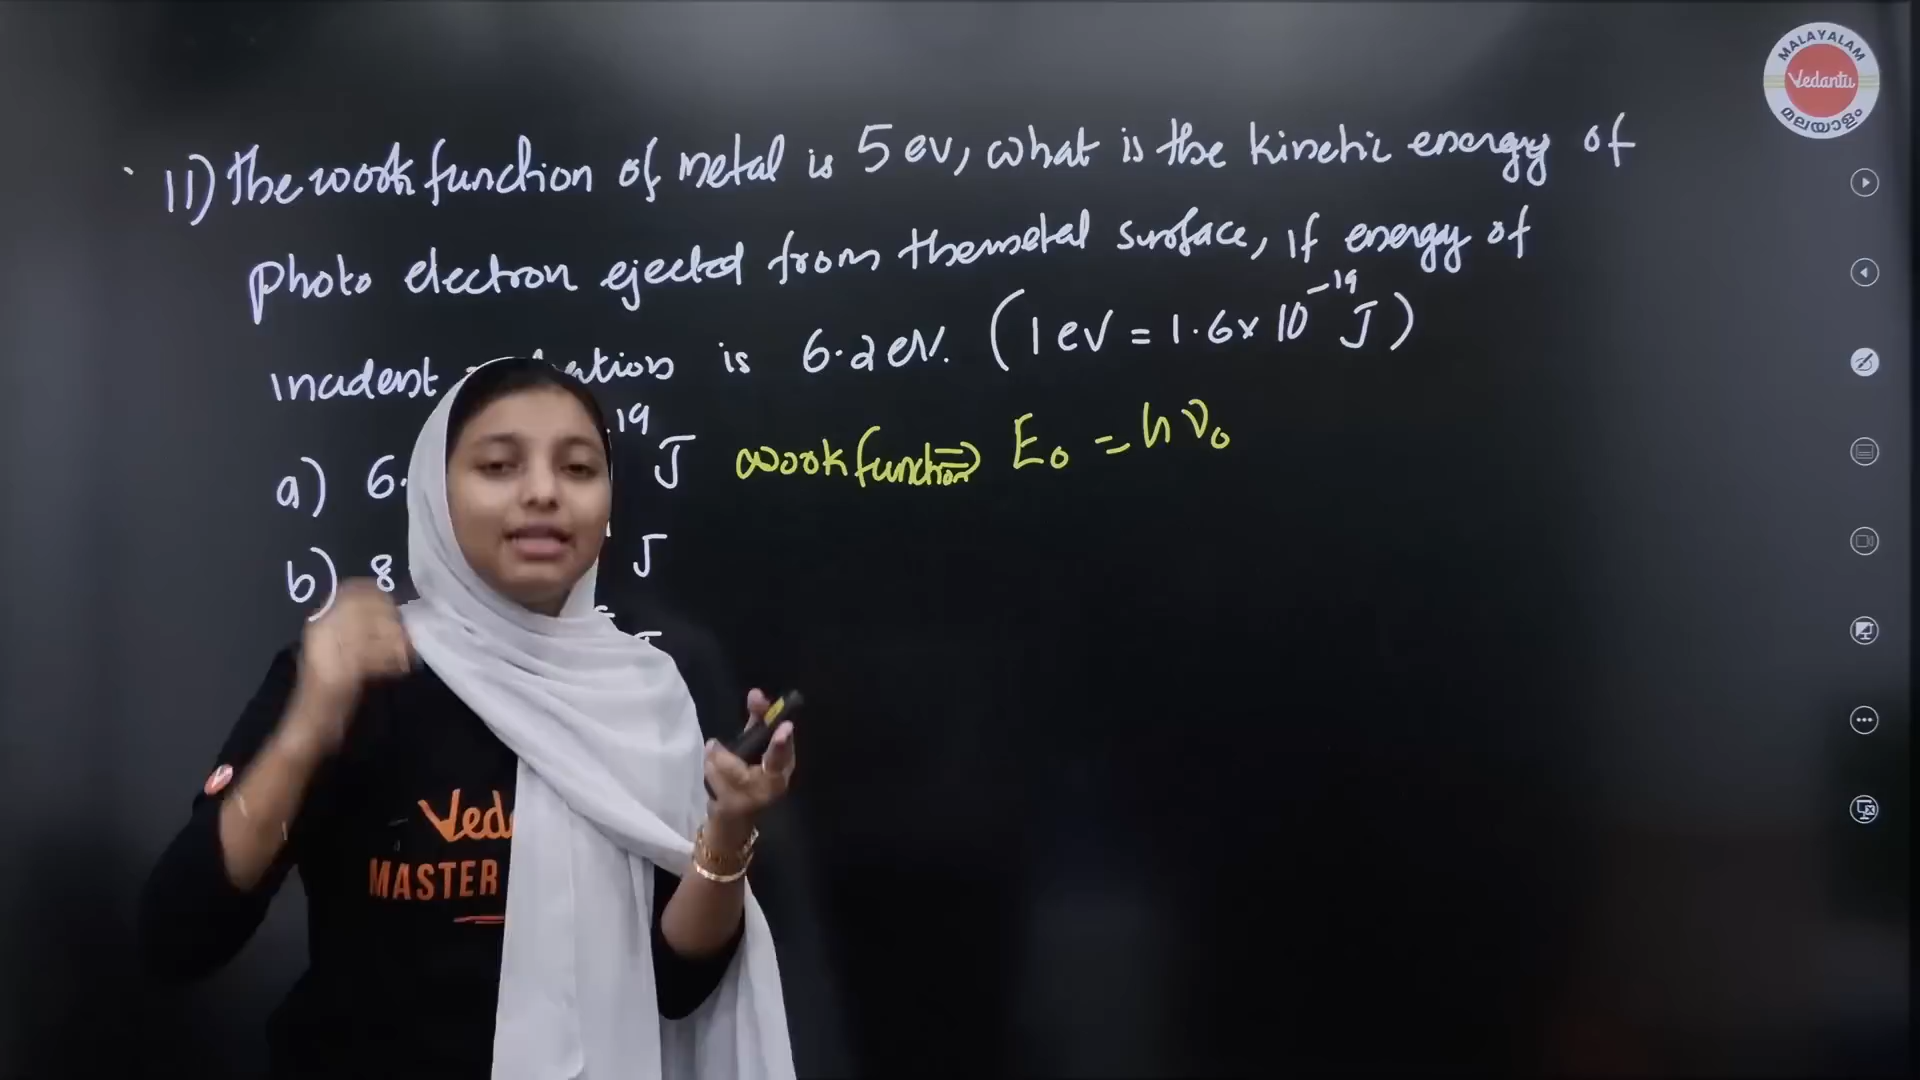 MALAYALAM
Vedantu
മലയാളം
11) The work function of metal is 5 ev, what is the kinetic energy of
photo electron ejected from the metal surface, if energy of
incident is 6.2 eV. (1 ev = 1.6 x 10⁻¹⁹ J)
a) 6. 19 J work function ⇒ E₀ = hν₀
b) 8 J
MASTER